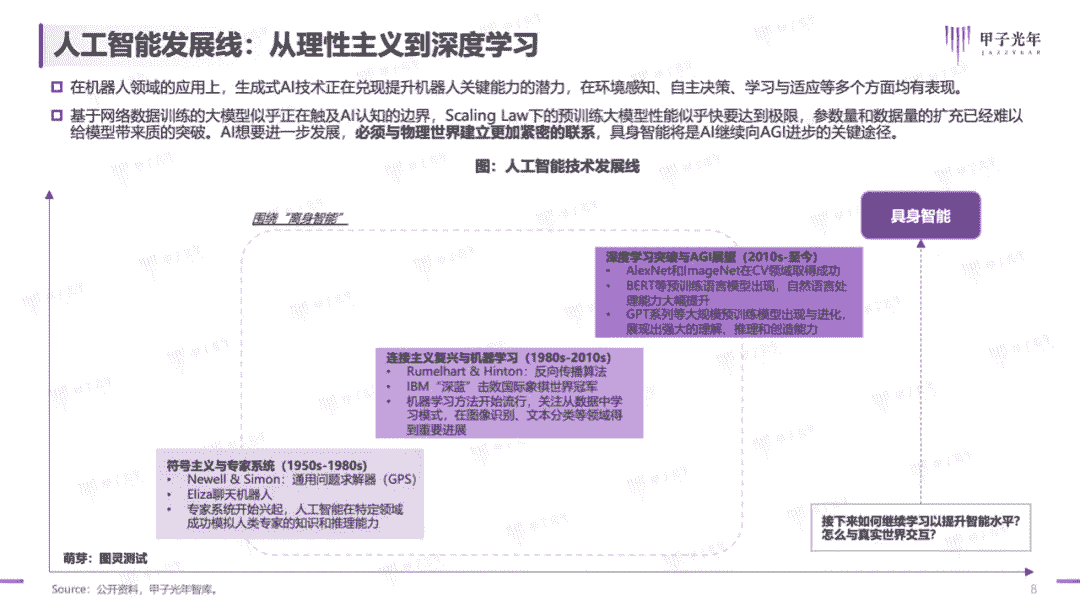 人工智能发展线：从理性主义到深度学习
甲子光年
JAZZYEAR
在机器人领域的应用上，生成式AI技术正在兑现提升机器人关键能力的潜力，在环境感知、自主决策、学习与适应等多个方面均有表现。
基于网络数据训练的大模型似乎正在触及AI认知的边界，Scaling Law下的预训练大模型性能似乎快要达到极限，参数量和数据量的扩充已经难以
给模型带来质的突破。AI想要进一步发展，必须与物理世界建立更加紧密的联系，具身智能将是AI继续向AGI进步的关键途径。
图：人工智能技术发展线
围绕“离身智能”
具身智能
深度学习突破与AGI展望（2010s-至今）
• AlexNet和ImageNet在CV领域取得成功
• BERT等预训练语言模型出现，自然语言处
理能力大幅提升
• GPT系列等大规模预训练模型出现与进化，
展现出强大的理解、推理和创造能力
连接主义复兴与机器学习（1980s-2010s）
• Rumelhart & Hinton：反向传播算法
• IBM“深蓝”击败国际象棋世界冠军
• 机器学习方法开始流行，关注从数据中学
习模式，在图像识别、文本分类等领域得
到重要进展
符号主义与专家系统（1950s-1980s）
• Newell & Simon：通用问题求解器（GPS）
• Eliza聊天机器人
• 专家系统开始兴起，人工智能在特定领域
成功模拟人类专家的知识和推理能力
接下来如何继续学习以提升智能水平？
怎么与真实世界交互？
萌芽：图灵测试
Source：公开资料，甲子光年智库。
8